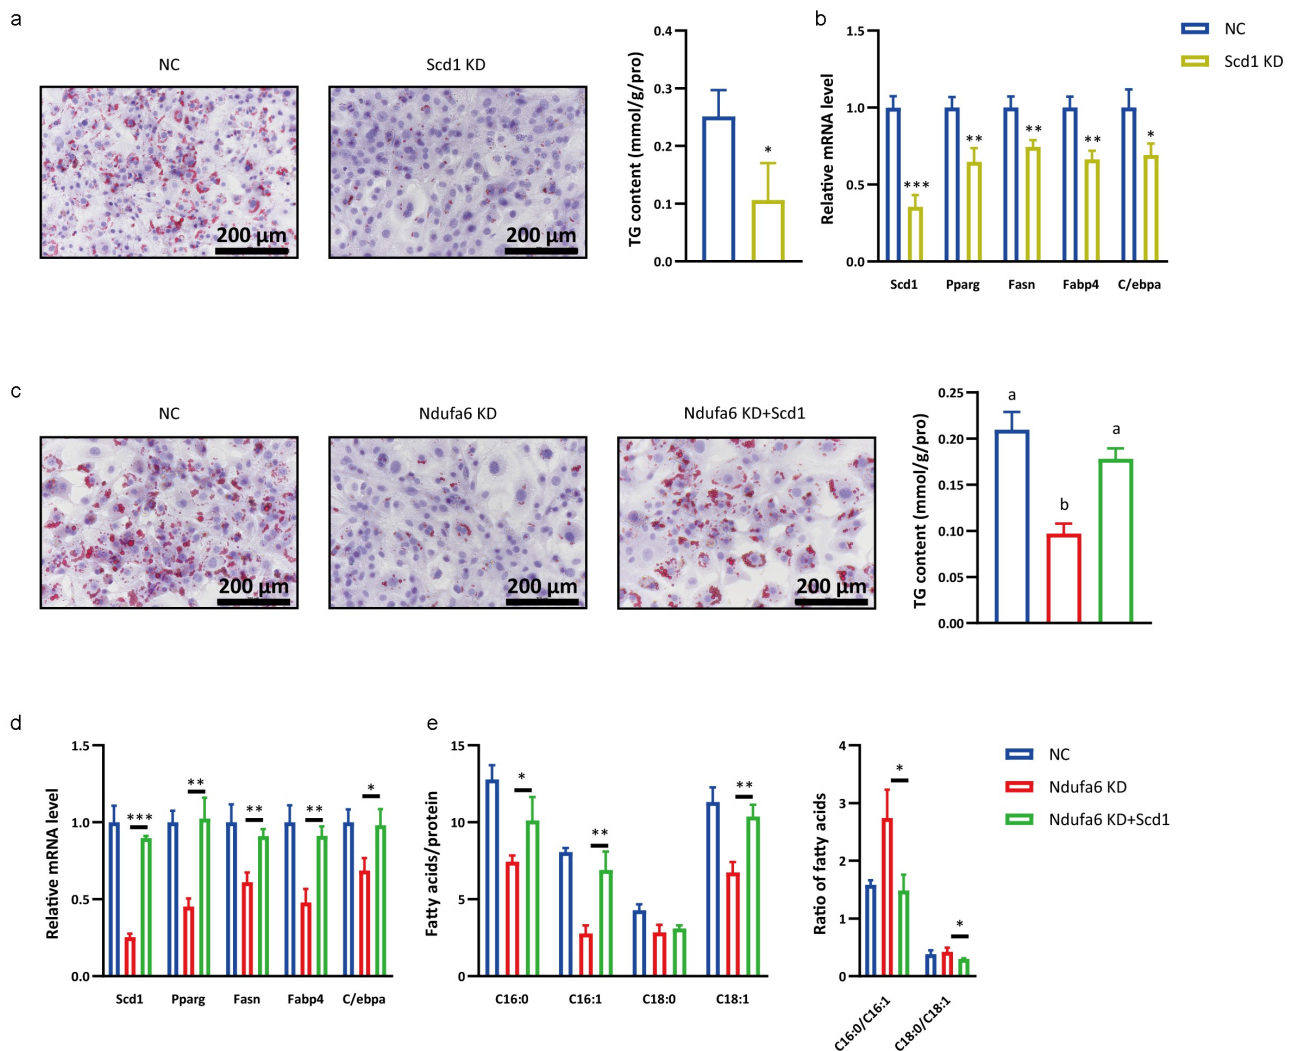 a
NC
Scd1 KD
200 µm
200 µm
TG content (mmol/g/pro)
0.4
0.3
0.2
0.1
0.0
*
b
Relative mRNA level
1.5
1.0
0.5
0.0
***
**
**
**
*
Scd1 Pparg Fasn Fabp4 C/ebpa
NC
Scd1 KD
c
NC
Ndufa6 KD
Ndufa6 KD+Scd1
200 µm
200 µm
200 µm
TG content (mmol/g/pro)
0.25
0.20
0.15
0.10
0.05
0.00
a
b
a
d
Relative mRNA level
1.5
1.0
0.5
0.0
***
**
**
**
*
Scd1 Pparg Fasn Fabp4 C/ebpa
e
Fatty acids/protein
15
10
5
0
*
**
**
C16:0 C16:1 C18:0 C18:1
Ratio of fatty acids
4
3
2
1
0
*
*
C16:0/C16:1
C18:0/C18:1
NC
Ndufa6 KD
Ndufa6 KD+Scd1